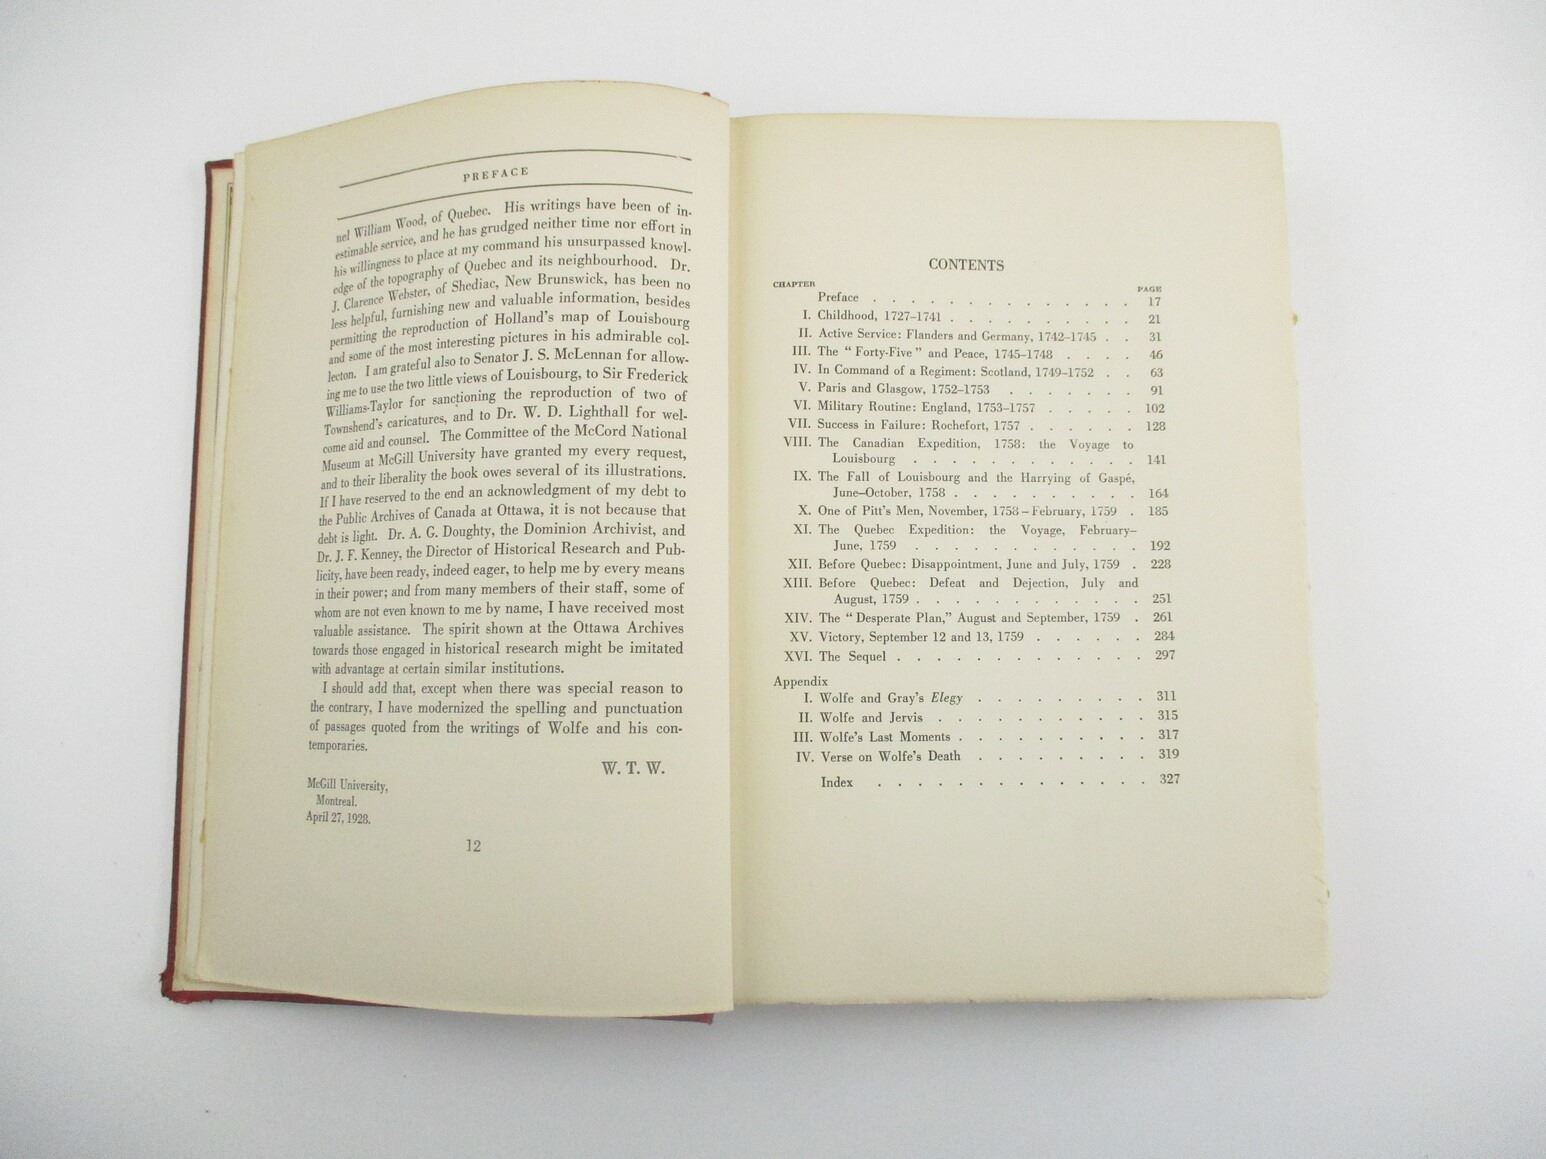 PREFACE
nel William Wood, of Quebec. His writings have been of in-
estimable service, and he has grudged neither time nor effort in
his willingness to place at my command his unsurpassed knowl-
edge of the topography of Quebec and its neighbourhood. Dr.
J. Clarence Webster, of Shediac, New Brunswick, has been no
less helpful, furnishing new and valuable information, besides
permitting the reproduction of Holland's map of Louisbourg
and some of the most interesting pictures in his admirable col-
lecton. I am grateful also to Senator J. S. McLennan for allow-
ing me to use the two little views of Louisbourg, to Sir Frederick
Williams-Taylor for sanctioning the reproduction of two of
Townshend's caricatures, and to Dr. W. D. Lighthall for wel-
come aid and counsel. The Committee of the McCord National
Museum at McGill University have granted my every request,
and to their liberality the book owes several of its illustrations.
If I have reserved to the end an acknowledgment of my debt to
the Public Archives of Canada at Ottawa, it is not because that
debt is light. Dr. A. G. Doughty, the Dominion Archivist, and
Dr. J. F. Kenney, the Director of Historical Research and Pub-
licity, have been ready, indeed eager, to help me by every means
in their power; and from many members of their staff, some of
whom are not even known to me by name, I have received most
valuable assistance. The spirit shown at the Ottawa Archives
towards those engaged in historical research might be imitated
with advantage at certain similar institutions.
I should add that, except when there was special reason to
the contrary, I have modernized the spelling and punctuation
of passages quoted from the writings of Wolfe and his con-
temporaries.
W. T. W.
McGill University,
Montreal.
April 27, 1928.
12
CONTENTS
CHAPTER PAGE
Preface . . . . . . . . . . . . . 17
I. Childhood, 1727–1741 . . . . . . . . . . 21
II. Active Service: Flanders and Germany, 1742–1745 . . 31
III. The "Forty-Five" and Peace, 1745–1748 . . . . 46
IV. In Command of a Regiment: Scotland, 1749–1752 . . 63
V. Paris and Glasgow, 1752–1753 . . . . . . . 91
VI. Military Routine: England, 1753–1757 . . . . . 102
VII. Success in Failure: Rochefort, 1757 . . . . . . 128
VIII. The Canadian Expedition, 1758: the Voyage to
Louisbourg . . . . . . . . . . . . 141
IX. The Fall of Louisbourg and the Harrying of Gaspé,
June–October, 1758 . . . . . . . . . . 164
X. One of Pitt's Men, November, 1758 – February, 1759 . 185
XI. The Quebec Expedition: the Voyage, February–
June, 1759 . . . . . . . . . . . . 192
XII. Before Quebec: Disappointment, June and July, 1759 . 228
XIII. Before Quebec: Defeat and Dejection, July and
August, 1759 . . . . . . . . . . . . 251
XIV. The "Desperate Plan," August and September, 1759 . 261
XV. Victory, September 12 and 13, 1759 . . . . . . 284
XVI. The Sequel . . . . . . . . . . . . . 297
Appendix
I. Wolfe and Gray's Elegy . . . . . . . . . 311
II. Wolfe and Jervis . . . . . . . . . . . 315
III. Wolfe's Last Moments . . . . . . . . . . 317
IV. Verse on Wolfe's Death . . . . . . . . . 319
Index . . . . . . . . . . . . . 327